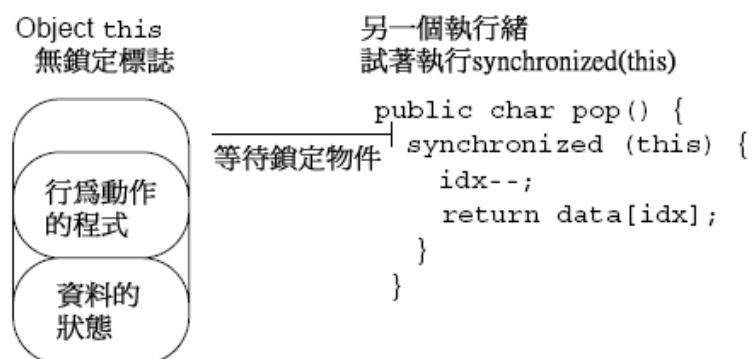 Object this
無鎖定標誌
行為動作
的程式
資料的
狀態
等待鎖定物件
另一個執行緒
試著執行synchronized(this)
public char pop() {
synchronized (this) {
idx--;
return data[idx];
}
}